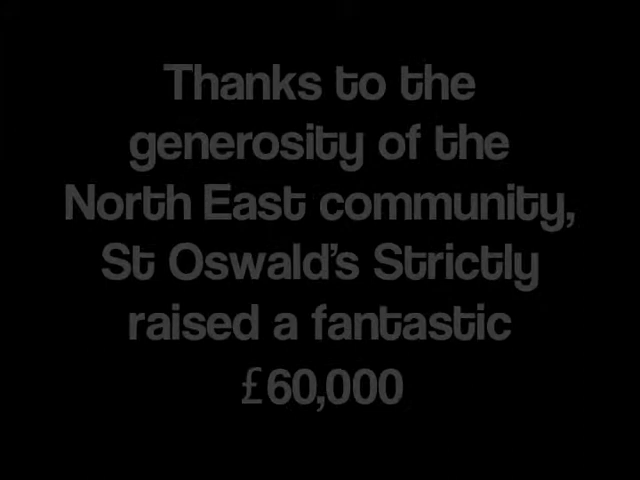 Thanks to the
generosity of the
North East community,
St Oswald's Strictly
raised a fantastic
£60,000